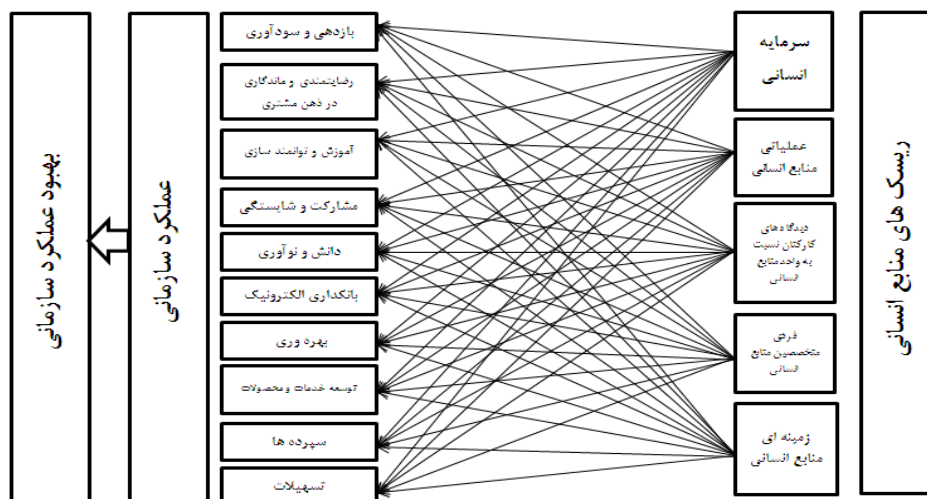 ریسک های منابع انسانی
سرمایه
انسانی
عملیاتی
منابع انسانی
دیدگاه‌های
کارکنان نسبت
به واحد منابع
انسانی
فردی
متخصصین منابع
انسانی
زمینه ای
منابع انسانی
بازدهی و سودآوری
رضایتمندی و ماندگاری
در ذهن مشتری
آموزش و توانمند سازی
مشارکت و شایستگی
دانش و نوآوری
بانکداری الکترونیک
بهره وری
توسعه خدمات و محصولات
سپرده ها
تسهیلات
عملکرد سازمانی
بهبود عملکرد سازمانی